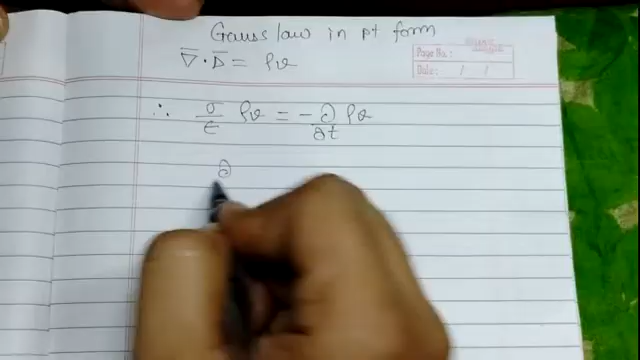 Gauss law in pt form
∇̄ · D̄ = ρv
Page No :
Date : / /
∴ σ/ε ρv = -∂/∂t ρv
∂